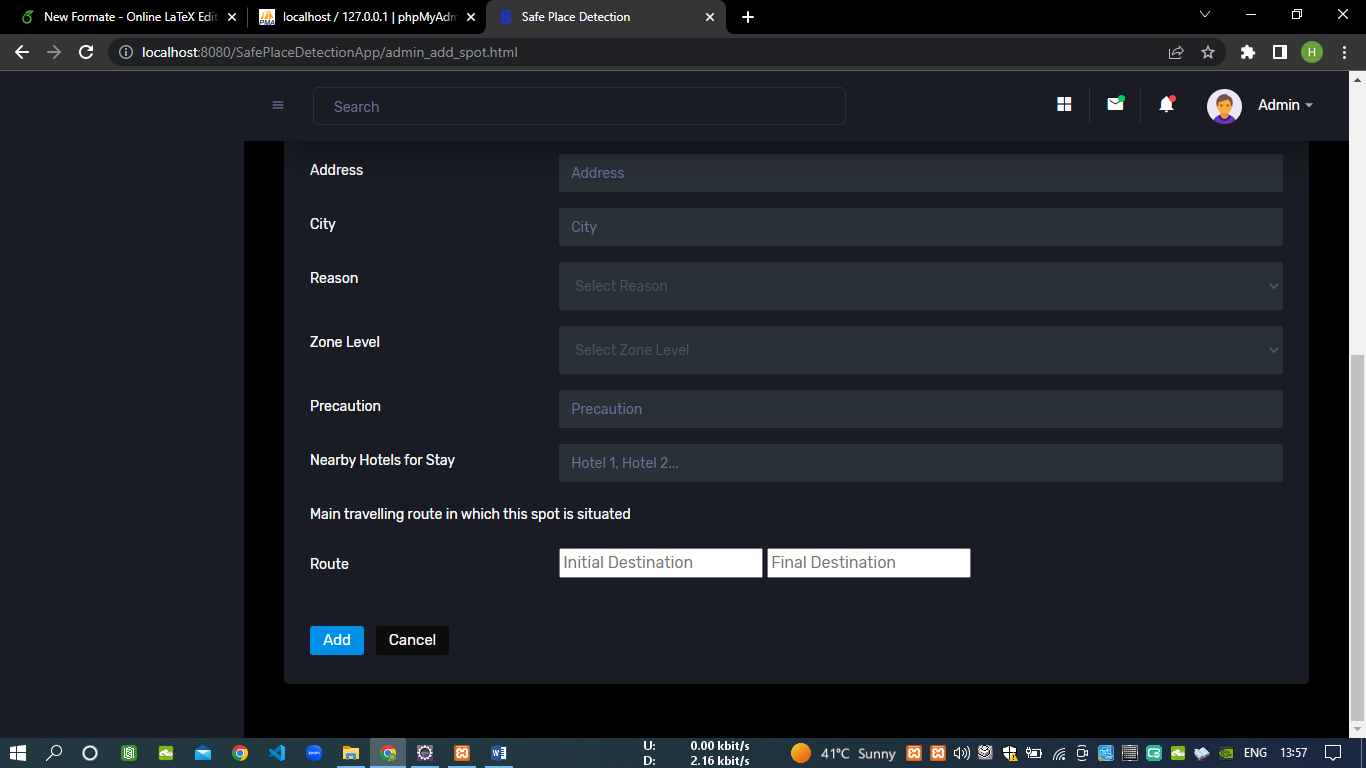 New Formate - Online LaTeX Edit
localhost / 127.0.0.1 | phpMyAdm
Safe Place Detection
localhost:8080/SafePlaceDetectionApp/admin_add_spot.html
H
Search
Admin
Address
Address
City
City
Reason
Select Reason
Zone Level
Select Zone Level
Precaution
Precaution
Nearby Hotels for Stay
Hotel 1, Hotel 2...
Main travelling route in which this spot is situated
Route
Initial Destination
Final Destination
Add
Cancel
U: 0.00 kbit/s
D: 2.16 kbit/s
41°C Sunny
ENG
13:57